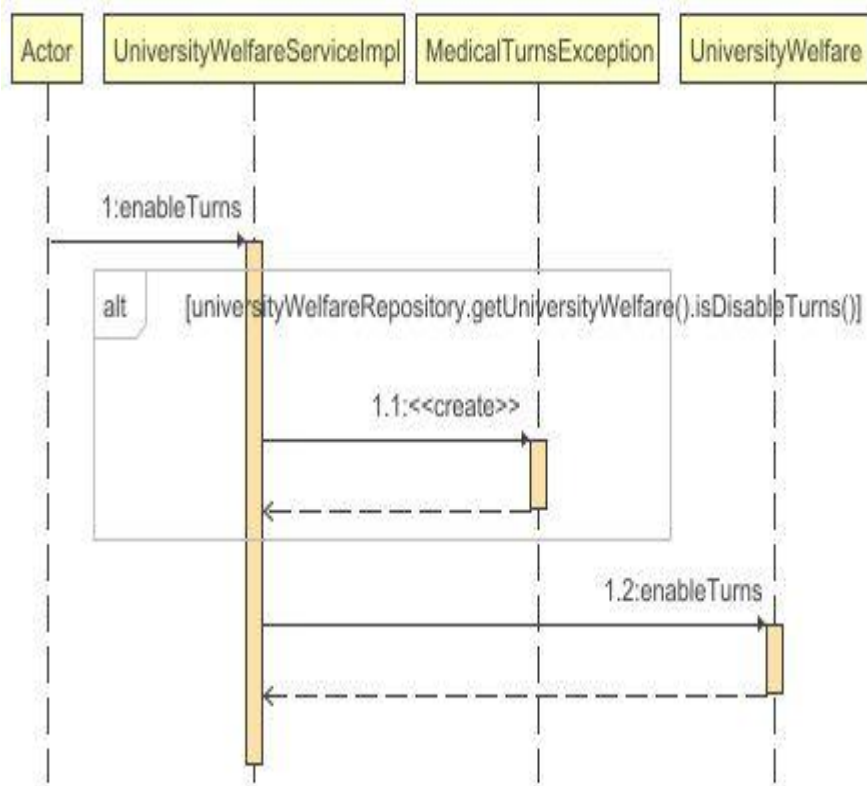 Actor
UniversityWelfareServiceImpl
MedicalTurnsException
UniversityWelfare
1:enableTurns
alt
[universityWelfareRepository.getUniversityWelfare().isDisableTurns()]
1.1:<<create>>
1.2:enableTurns